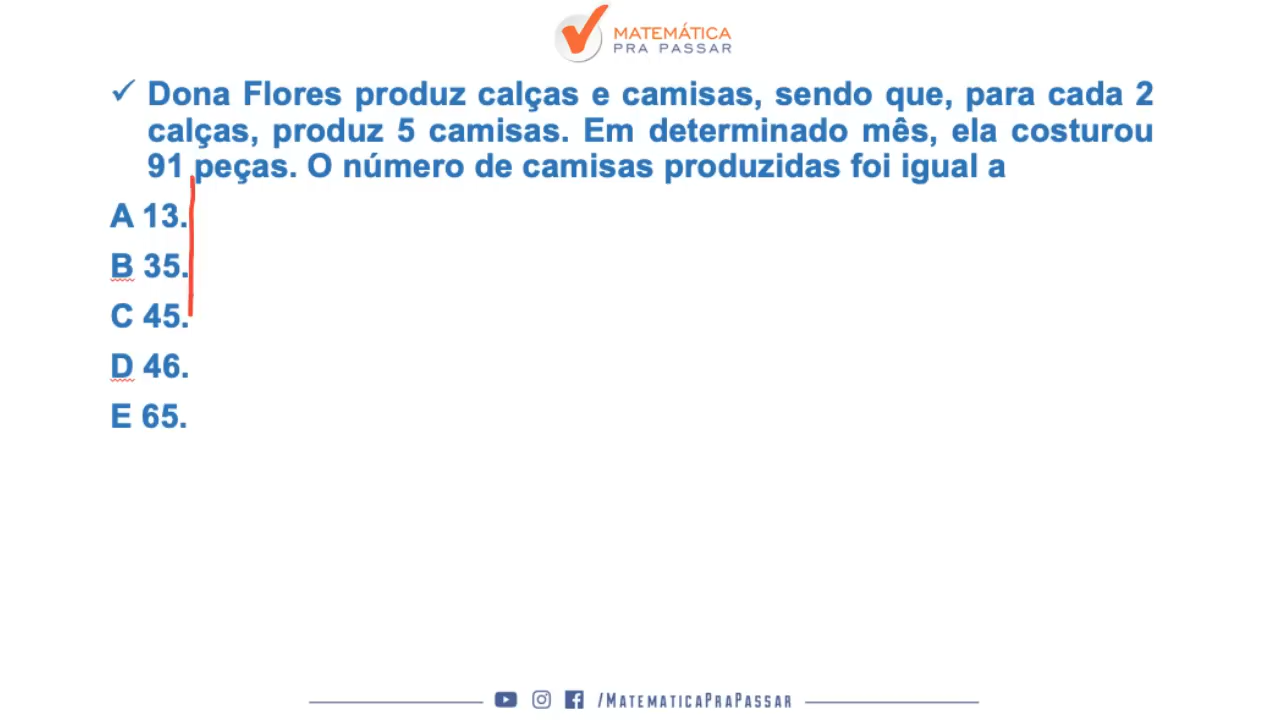 MATEMÁTICA
PRA PASSAR
✓ Dona Flores produz calças e camisas, sendo que, para cada 2
calças, produz 5 camisas. Em determinado mês, ela costurou
91 peças. O número de camisas produzidas foi igual a
A 13.
B 35.
C 45.
D 46.
E 65.
/MATEMATICAPRAPASSAR